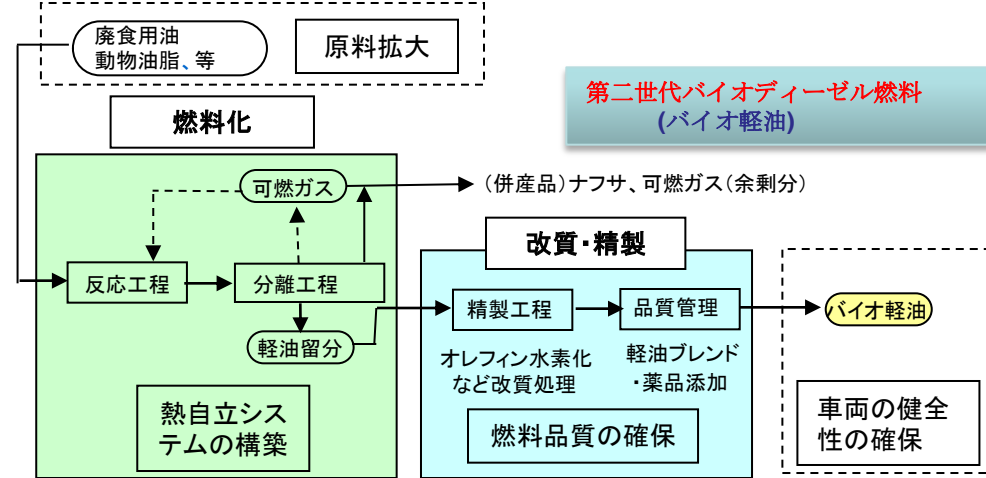 廃食用油
動物油脂、等
原料拡大
第二世代バイオディーゼル燃料
(バイオ軽油)
燃料化
可燃ガス
(併産品)ナフサ、可燃ガス(余剰分)
改質・精製
反応工程
分離工程
精製工程
品質管理
バイオ軽油
軽油留分
オレフィン水素化
など改質処理
軽油ブレンド
・薬品添加
熱自立シス
テムの構築
燃料品質の確保
車両の健全
性の確保